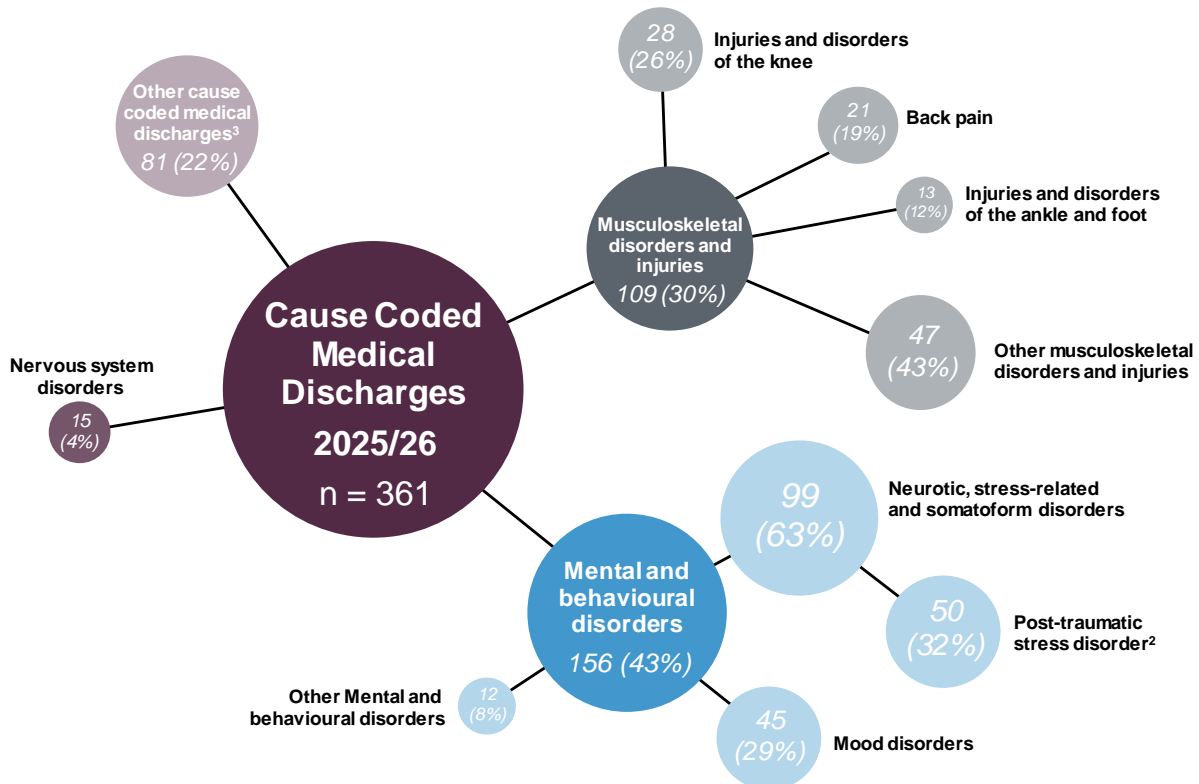 Other cause
coded medical
discharges³
81 (22%)
28
(26%)
Injuries and disorders
of the knee
21
(19%)
Back pain
13
(12%)
Injuries and disorders
of the ankle and foot
Musculoskeletal
disorders and
injuries
109 (30%)
47
(43%)
Other musculoskeletal
disorders and injuries
Cause Coded
Medical
Discharges
2025/26
n = 361
Nervous system
disorders
15
(4%)
99
(63%)
Neurotic, stress-related
and somatoform disorders
50
(32%)
Post-traumatic
stress disorder²
Mental and
behavioural
disorders
156 (43%)
Other Mental and
behavioural disorders
12
(8%)
45
(29%)
Mood disorders